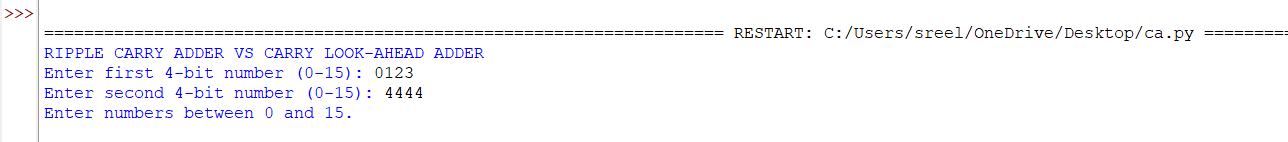 >>>
==================================================================== RESTART: C:/Users/sreel/OneDrive/Desktop/ca.py =========
RIPPLE CARRY ADDER VS CARRY LOOK-AHEAD ADDER
Enter first 4-bit number (0-15): 0123
Enter second 4-bit number (0-15): 4444
Enter numbers between 0 and 15.